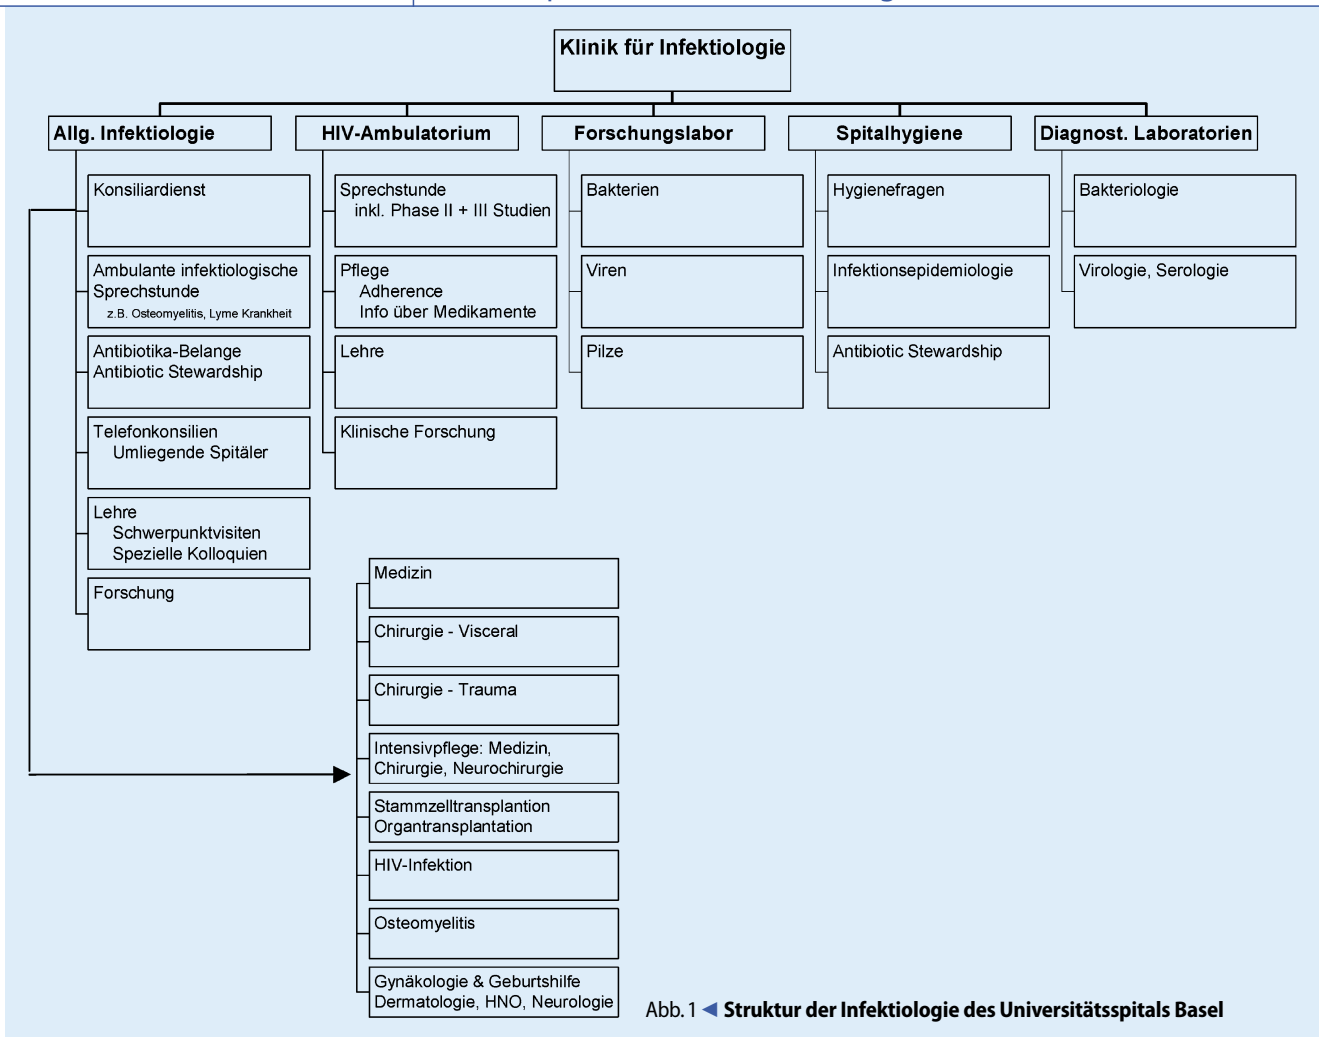 Klinik für Infektiologie
Allg. Infektiologie
Konsiliardienst
Ambulante infektiologische
Sprechstunde
z.B. Osteomyelitis, Lyme Krankheit
Antibiotika-Belange
Antibiotic Stewardship
Telefonkonsilien
Umliegende Spitäler
Lehre
Schwerpunktvisiten
Spezielle Kolloquien
Forschung
HIV-Ambulatorium
Sprechstunde
inkl. Phase II + III Studien
Pflege
Adherence
Info über Medikamente
Lehre
Klinische Forschung
Forschungslabor
Bakterien
Viren
Pilze
Spitalhygiene
Hygienefragen
Infektionsepidemiologie
Antibiotic Stewardship
Diagnost. Laboratorien
Bakteriologie
Virologie, Serologie
Medizin
Chirurgie - Visceral
Chirurgie - Trauma
Intensivpflege: Medizin,
Chirurgie, Neurochirurgie
Stammzelltransplantion
Organtransplantation
HIV-Infektion
Osteomyelitis
Gynäkologie & Geburtshilfe
Dermatologie, HNO, Neurologie
Abb. 1 ◄ Struktur der Infektiologie des Universitätsspitals Basel